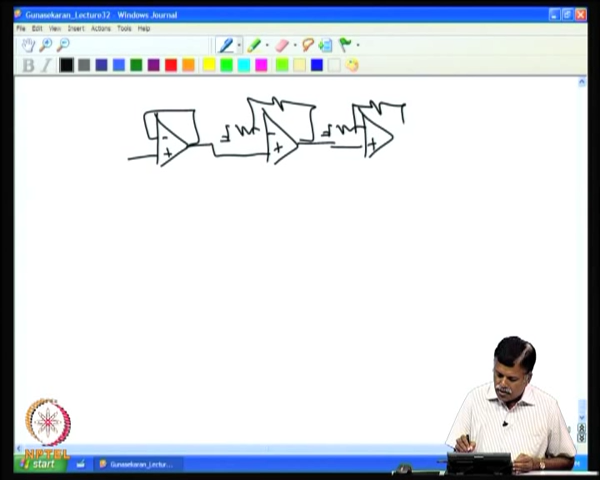 Gunasekaran_Lecture32 Windows Journal
File Edit View Insert Actions Tools Help
B I
- - -
+ + +
NPTEL
start Gunasekaran_Lectur...